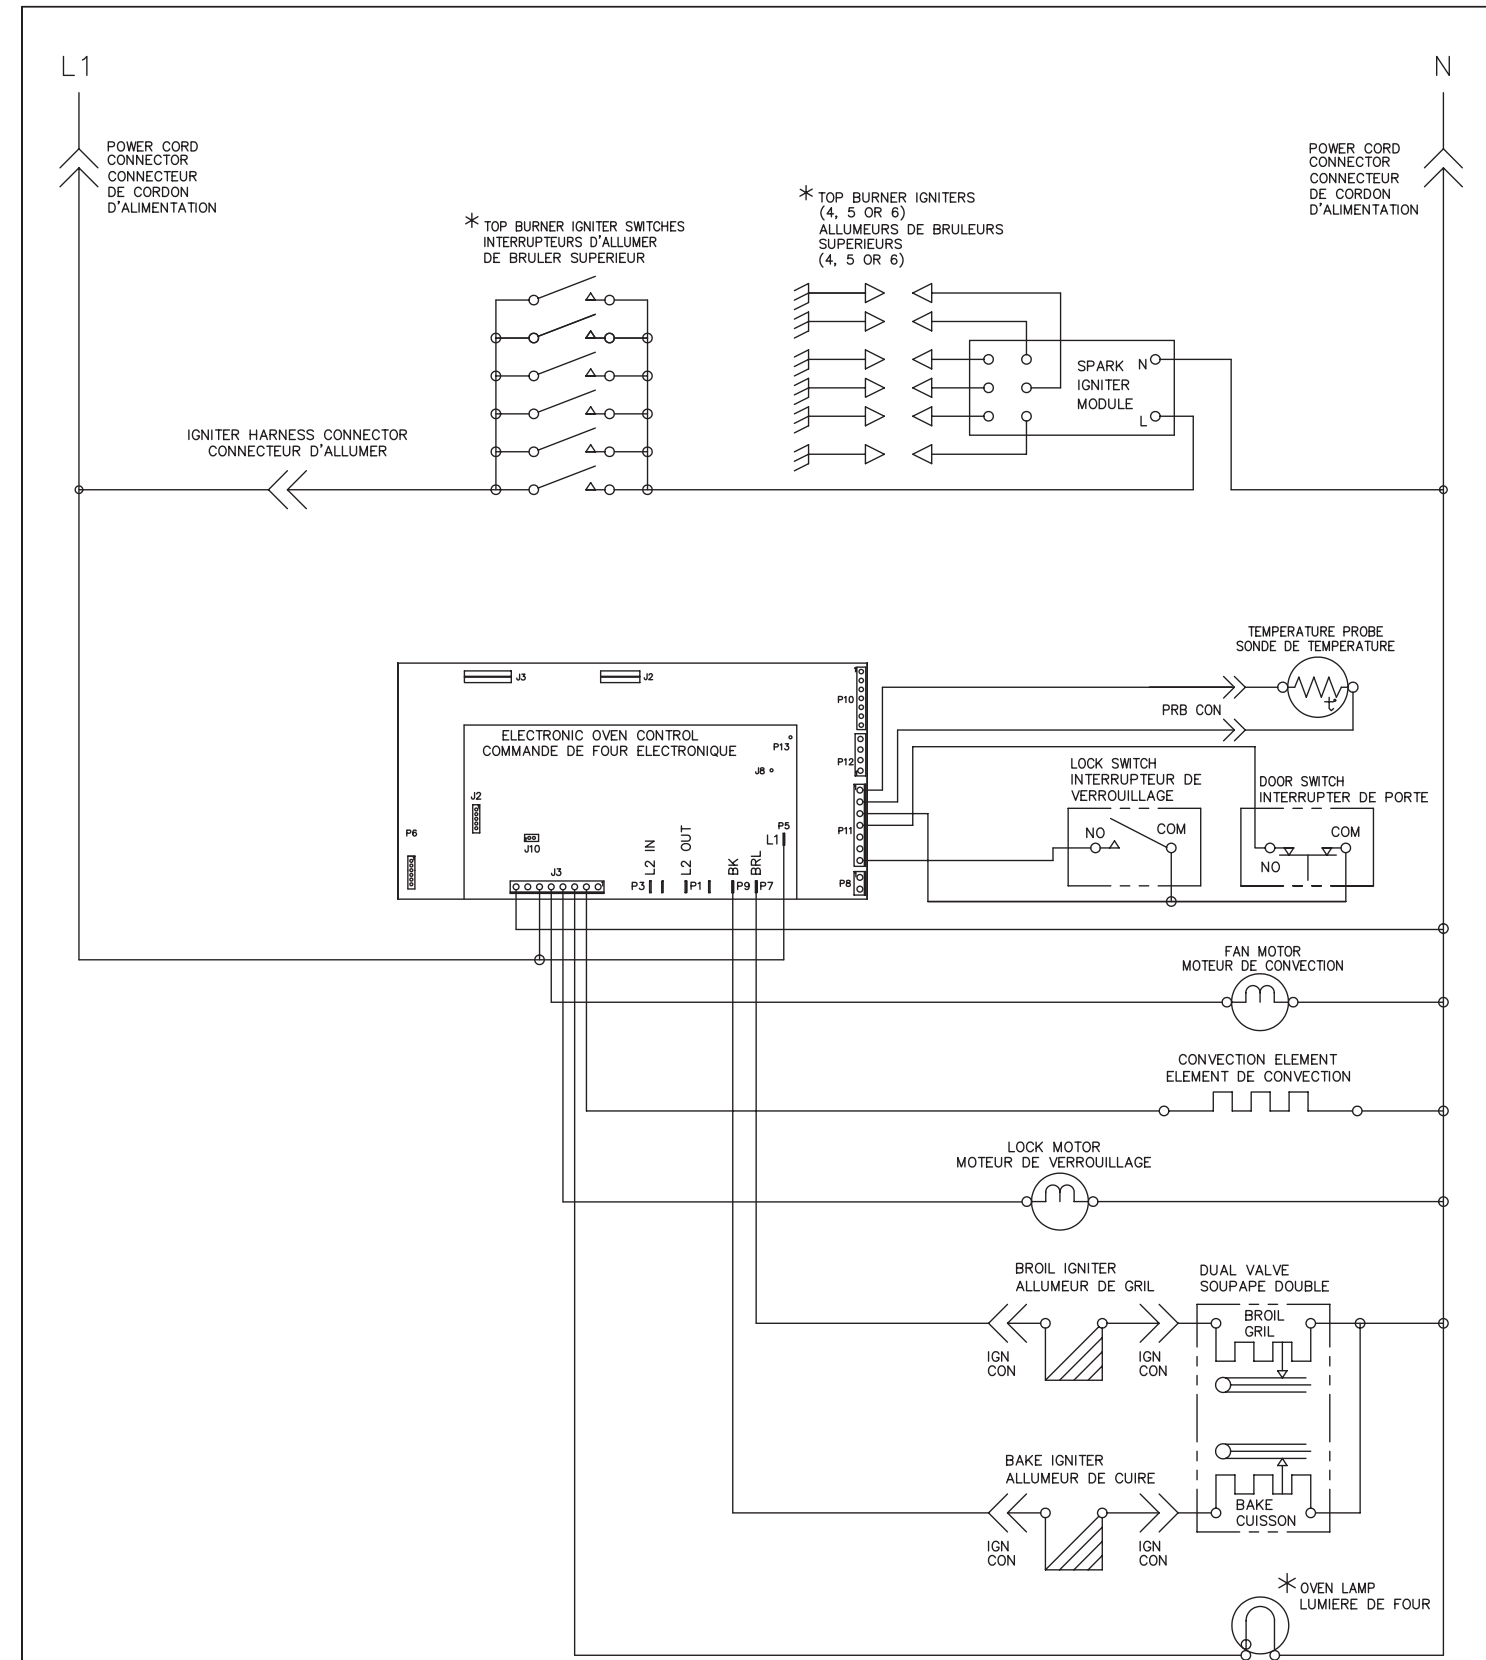 L1
N
POWER CORD
CONNECTOR
CONNECTEUR
DE CORDON
D'ALIMENTATION
POWER CORD
CONNECTOR
CONNECTEUR
DE CORDON
D'ALIMENTATION
* TOP BURNER IGNITER SWITCHES
INTERRUPTEURS D'ALLUMER
DE BRULER SUPERIEUR
* TOP BURNER IGNITERS
(4, 5 OR 6)
ALLUMEURS DE BRULEURS
SUPERIEURS
(4, 5 OR 6)
SPARK
IGNITER
MODULE
N
L
IGNITER HARNESS CONNECTOR
CONNECTEUR D'ALLUMER
TEMPERATURE PROBE
SONDE DE TEMPERATURE
t°
PRB CON
J3
J2
P10
ELECTRONIC OVEN CONTROL
COMMANDE DE FOUR ELECTRONIQUE
P13
J8
P12
LOCK SWITCH
INTERRUPTEUR DE
VERROUILLAGE
NO
COM
DOOR SWITCH
INTERRUPTER DE PORTE
COM
NO
J2
P6
J10
J3
P5
L1
P11
P8
P3
L2 IN
L2 OUT
P1
BK
P9
BRL
P7
FAN MOTOR
MOTEUR DE CONVECTION
CONVECTION ELEMENT
ELEMENT DE CONVECTION
LOCK MOTOR
MOTEUR DE VERROUILLAGE
BROIL IGNITER
ALLUMEUR DE GRIL
IGN
CON
IGN
CON
DUAL VALVE
SOUPAPE DOUBLE
BROIL
GRIL
BAKE IGNITER
ALLUMEUR DE CUIRE
IGN
CON
IGN
CON
BAKE
CUISSON
* OVEN LAMP
LUMIERE DE FOUR